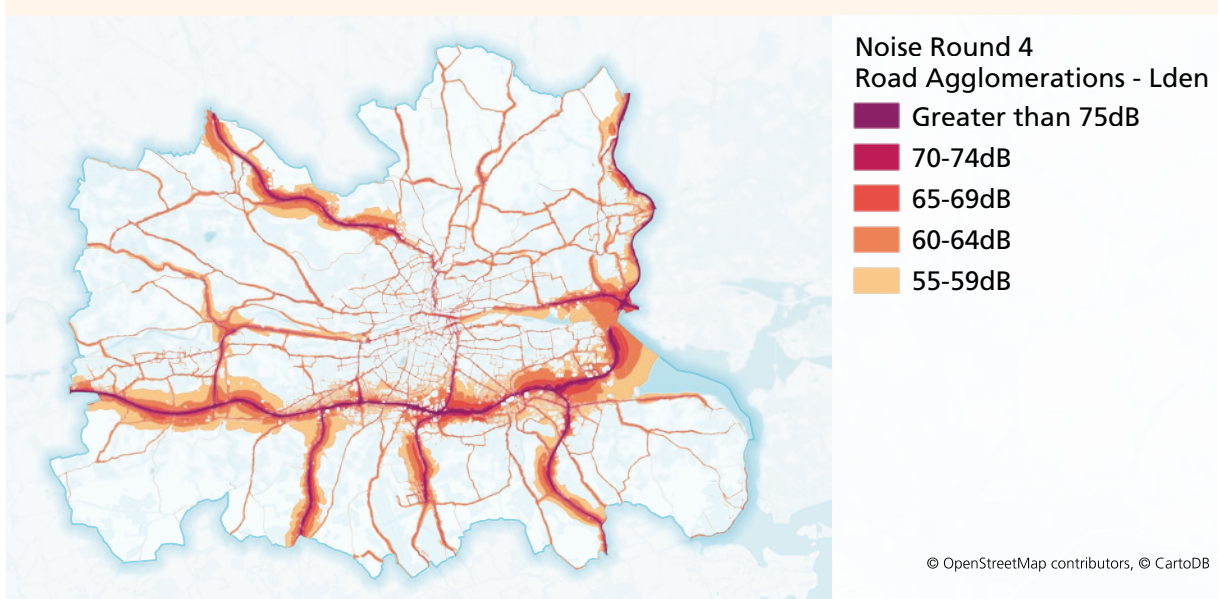 Noise Round 4
Road Agglomerations - Lden
Greater than 75dB
70-74dB
65-69dB
60-64dB
55-59dB
© OpenStreetMap contributors, © CartoDB